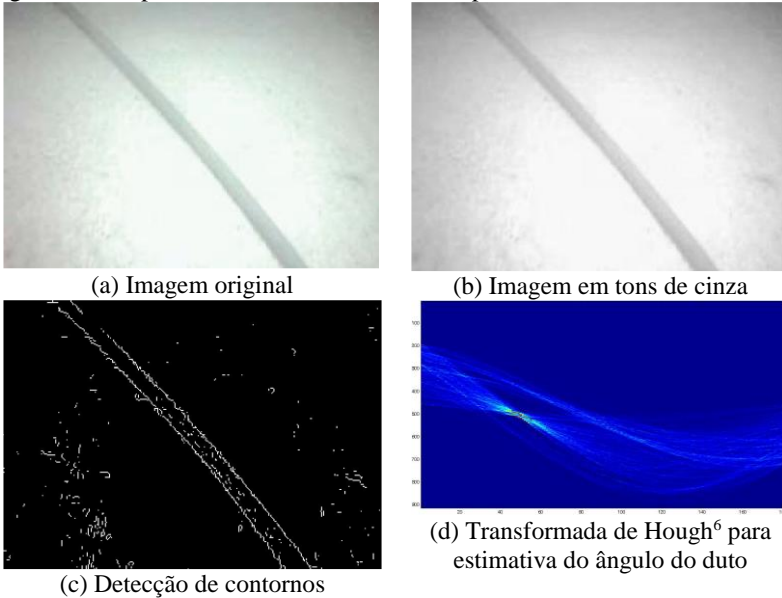 (a) Imagem original
(b) Imagem em tons de cinza
(c) Detecção de contornos
(d) Transformada de Hough⁶ para
estimativa do ângulo do duto